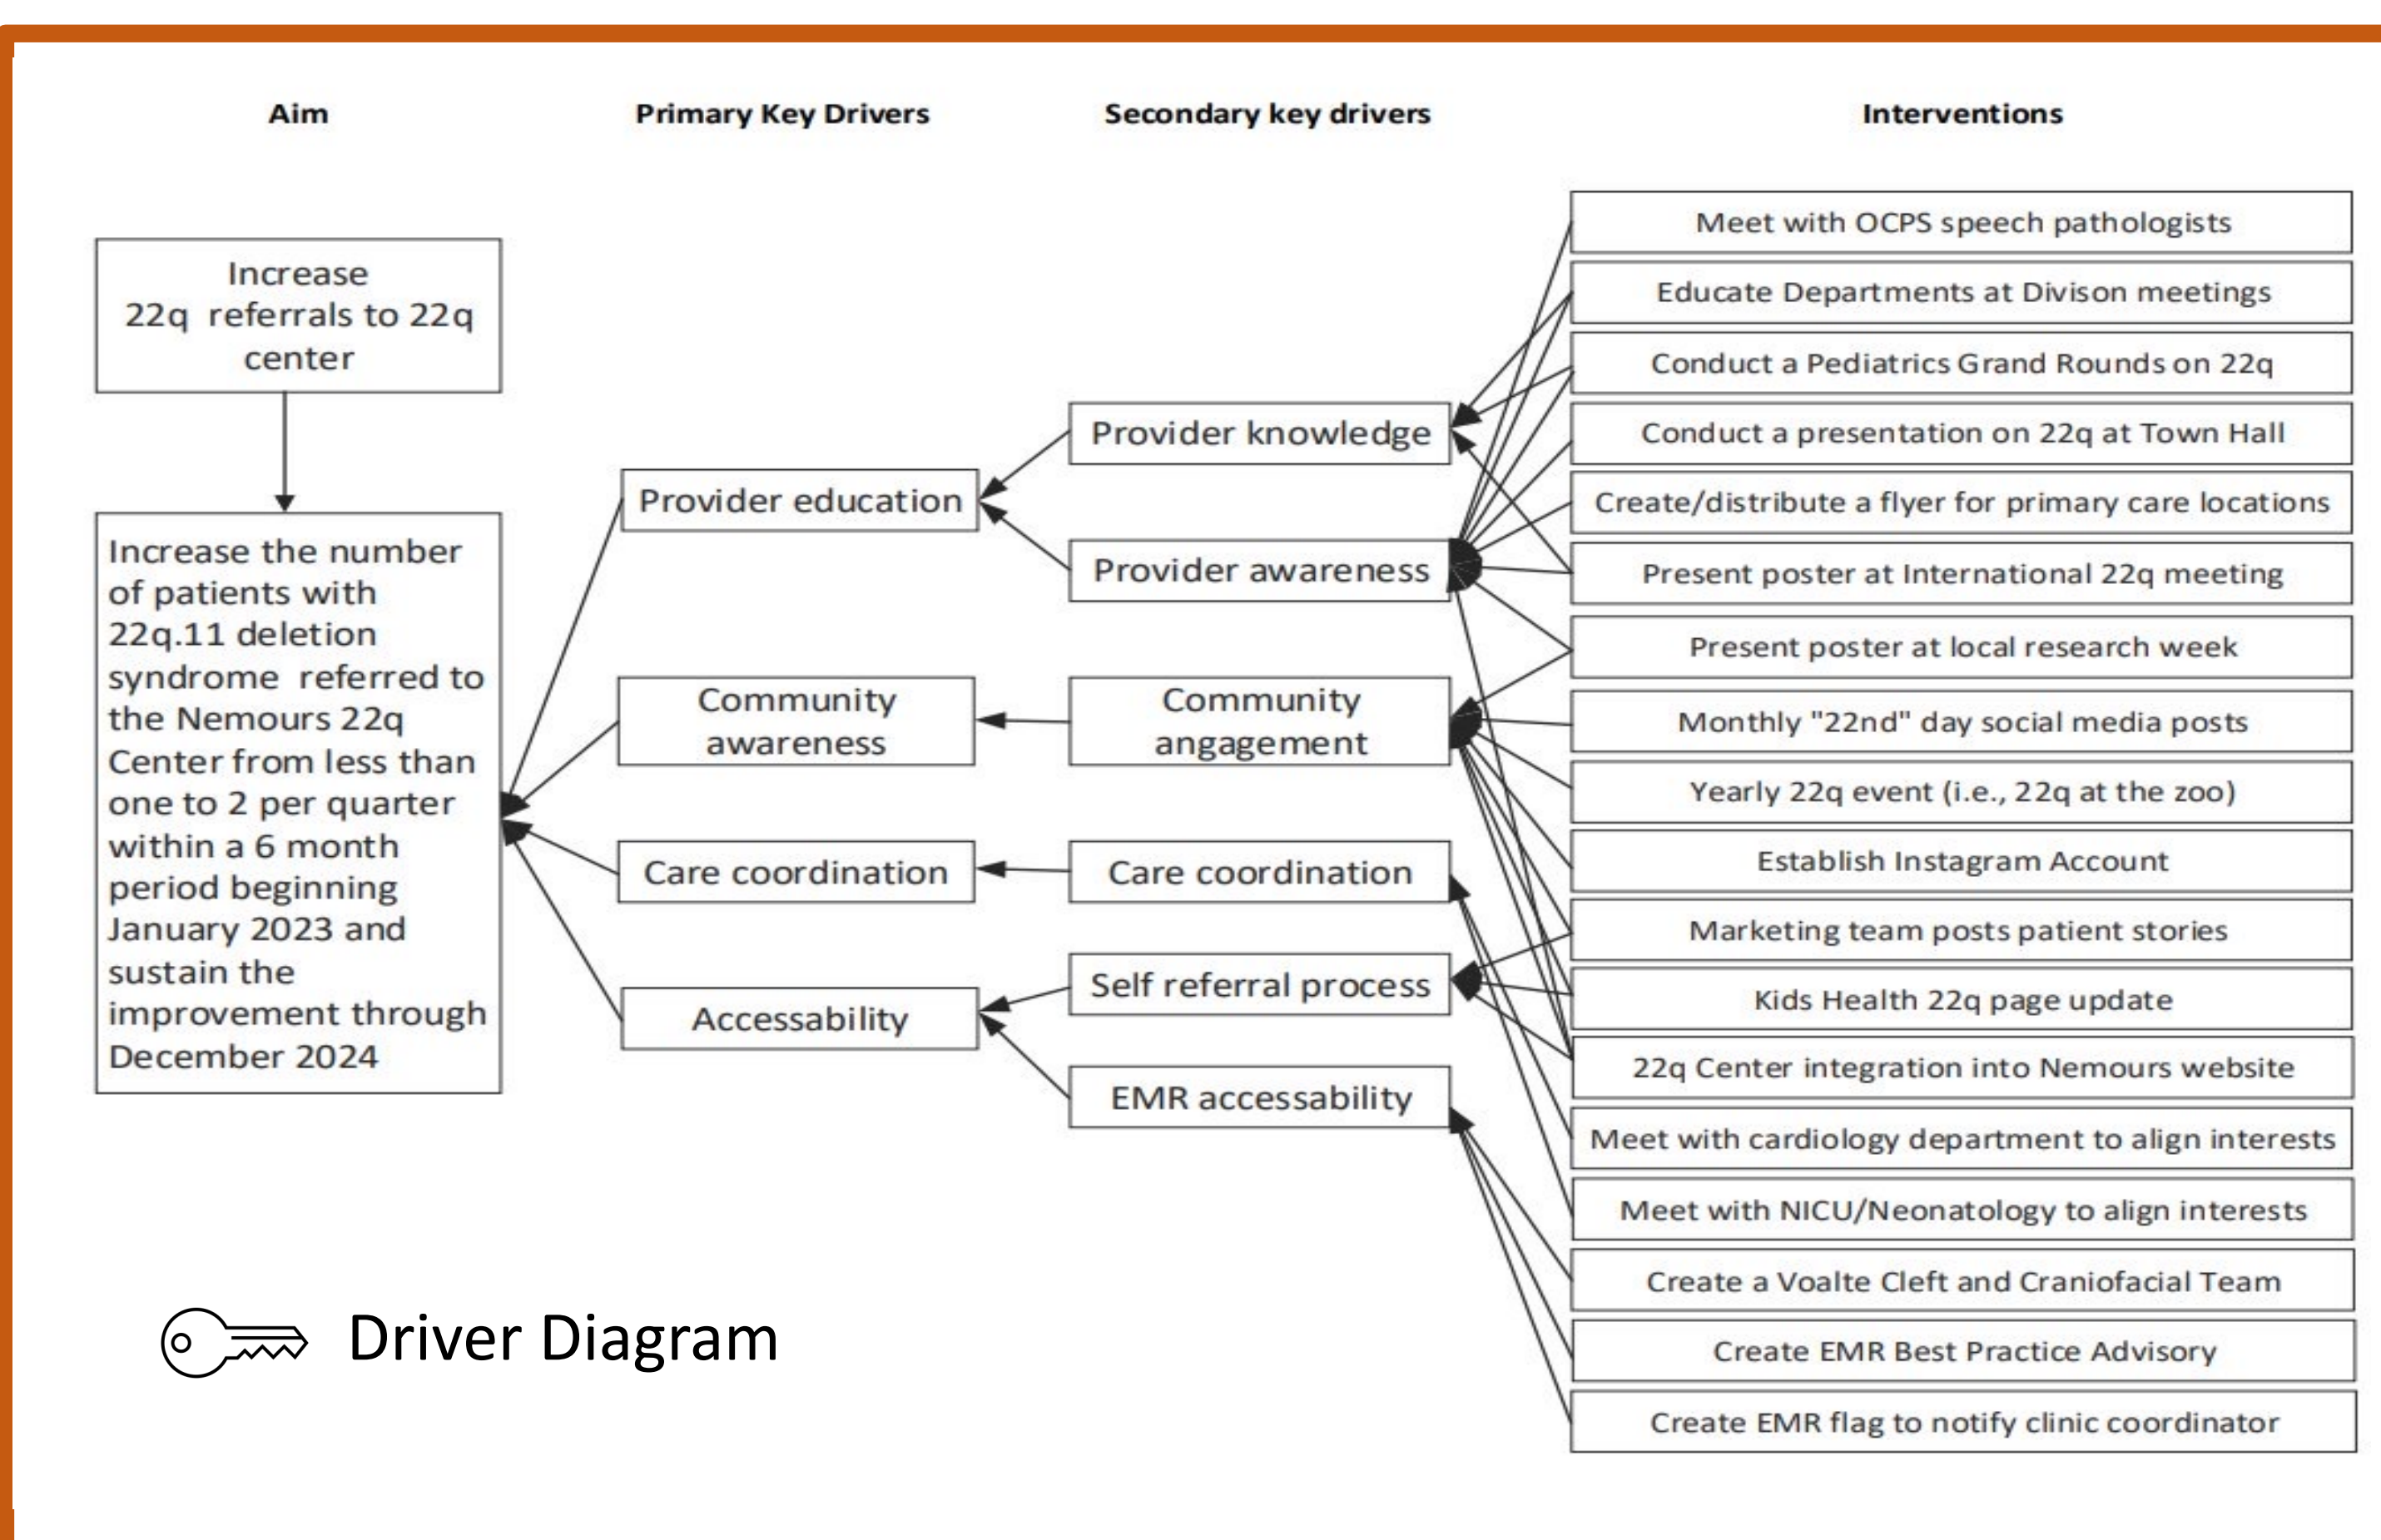 Aim
Primary Key Drivers
Secondary key drivers
Interventions
Increase
22q referrals to 22q
center
Increase the number
of patients with
22q.11 deletion
syndrome referred to
the Nemours 22q
Center from less than
one to 2 per quarter
within a 6 month
period beginning
January 2023 and
sustain the
improvement through
December 2024
Provider education
Community
awareness
Care coordination
Accessability
Provider knowledge
Provider awareness
Community
angagement
Care coordination
Self referral process
EMR accessability
Meet with OCPS speech pathologists
Educate Departments at Divison meetings
Conduct a Pediatrics Grand Rounds on 22q
Conduct a presentation on 22q at Town Hall
Create/distribute a flyer for primary care locations
Present poster at International 22q meeting
Present poster at local research week
Monthly "22nd" day social media posts
Yearly 22q event (i.e., 22q at the zoo)
Establish Instagram Account
Marketing team posts patient stories
Kids Health 22q page update
22q Center integration into Nemours website
Meet with cardiology department to align interests
Meet with NICU/Neonatology to align interests
Create a Voalte Cleft and Craniofacial Team
Create EMR Best Practice Advisory
Create EMR flag to notify clinic coordinator
Driver Diagram